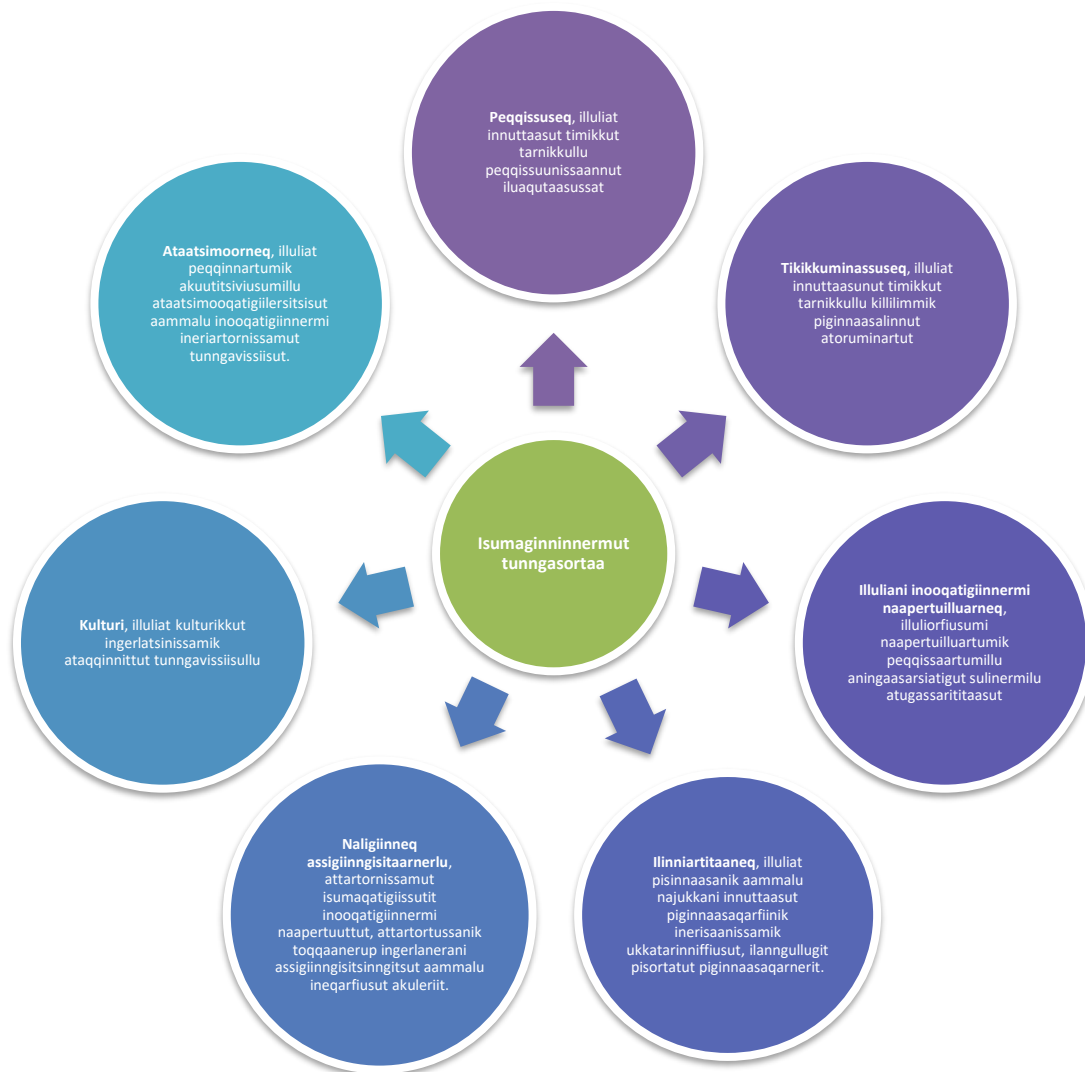 Peqqissuseq, illuliat
innuttaasut timikkut
tarnikkullu
peqqissuunissaannut
iluaqutaasussat
Tikikkuminassuseq, illuliat
innuttaasunut timikkut
tarnikkullu killilimmik
piginnaasalinnut
atoruminartut
Illuliani inooqatigiinnermi
naapertuilluarneq,
illuliorfiusumi
naapertuilluartumik
peqqissaartumillu
aningaasarsiatigut sulinermilu
atugassarititaasut
Ilinniartitaaneq, illuliat
pisinnaasanik aammalu
najukkani innuttaasut
piginnaasaqarfiinik
inerisaanissamik
ukkatarinniffiusut, ilanngullugit
pisortatut piginnaasaqarnerit.
Naligiinneq
assigiinngisitaarnerlu,
attartornissamut
isumaqatigiissutit
inooqatigiinnermi
naapertuuttut, attartortussanik
toqqaanerup ingerlanerani
assigiinngisitsinngitsut aammalu
ineqarfiusut akuleriit.
Kulturi, illuliat kulturikkut
ingerlatsinissamik
ataqqinnittut tunngavissiisullu
Ataatsimoorneq, illuliat
peqqinnartumik
akuutitsiviusumillu
ataatsimooqatigiilersitsisut
aammalu inooqatigiinnermi
ineriartornissamut
tunngavissiisut.
Isumaginninnermut
tunngasortaa